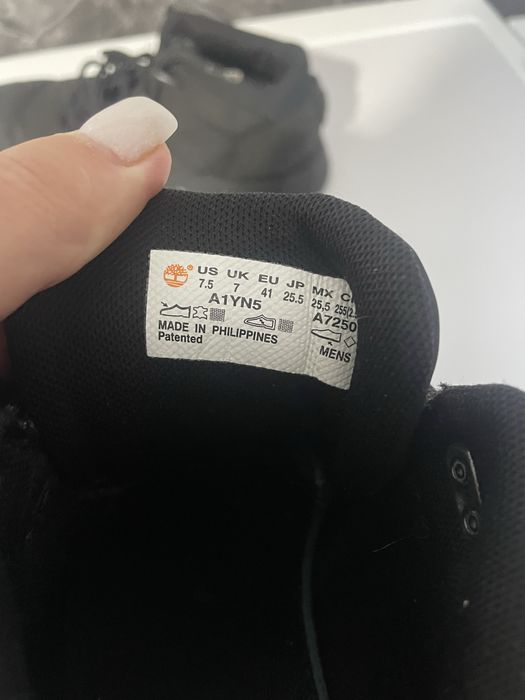 US UK EU JP MX
7.5 7 41 25.5 25,5
A1YN5 A7250
MADE IN PHILIPPINES
Patented
MENS